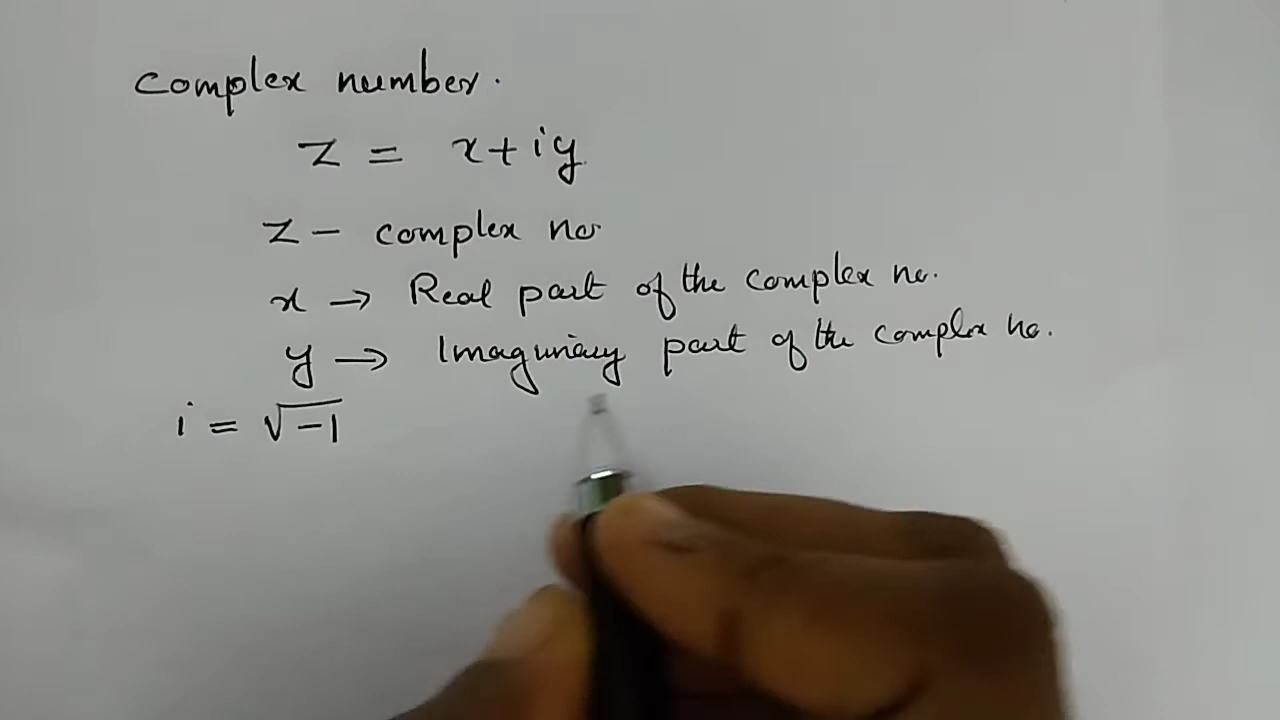 Complex number.
z = x + iy
z - complex no
x → Real part of the complex no.
y → Imaginary part of the complex no.
i = √-1